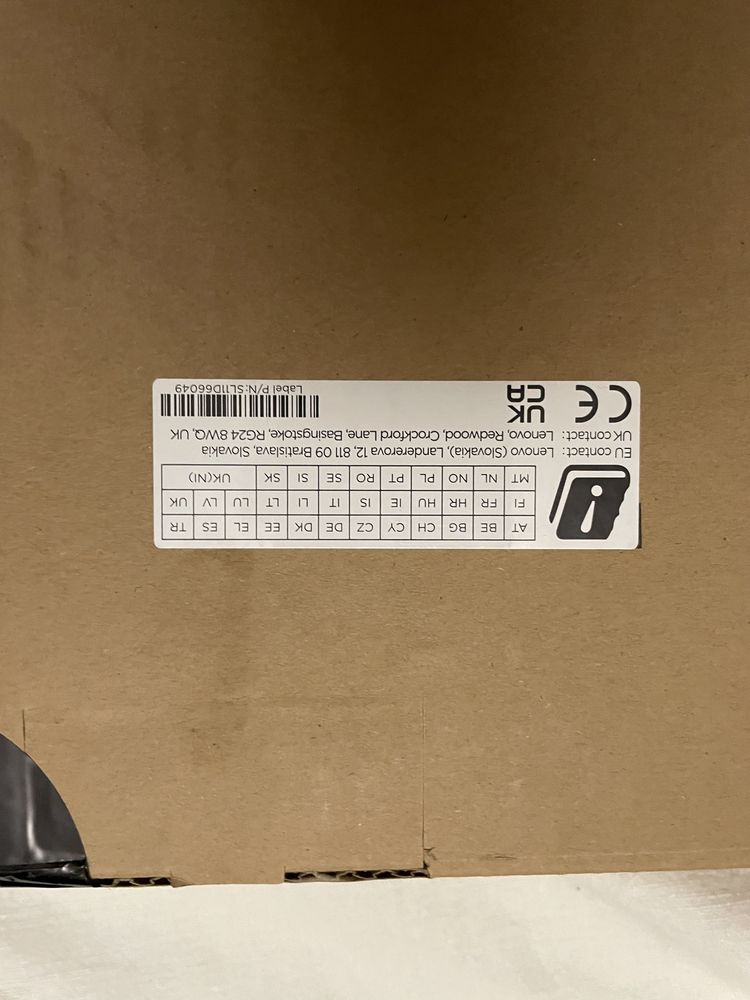 AT BE BG CH CY CZ DE DK EE EL ES TR
FI FR HR HU IE IS IT LI LT LU LV UK
MT NL NO PL PT RO SE SI SK UK(NI)
EU contact: Lenovo (Slovakia), Landererova 12, 811 09 Bratislava, Slovakia
UK contact: Lenovo, Redwood, Crockford Lane, Basingstoke, RG24 8WQ, UK
CE UK CA
Label P/N:SL11D66049